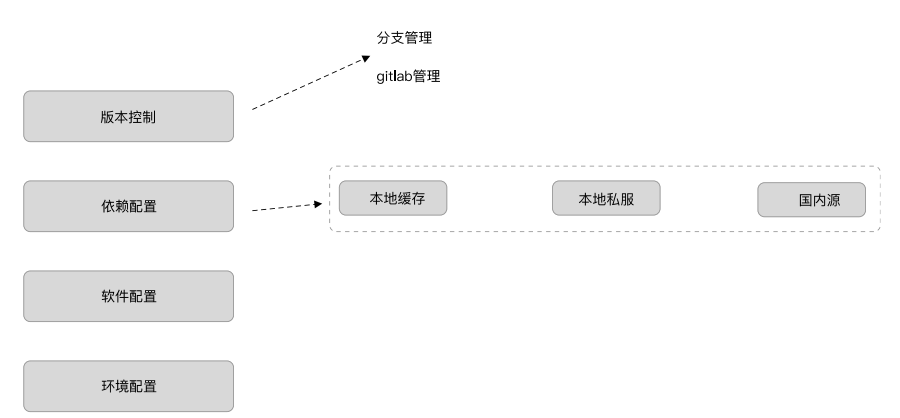 分支管理
gitlab管理
版本控制
依赖配置
本地缓存
本地私服
国内源
软件配置
环境配置